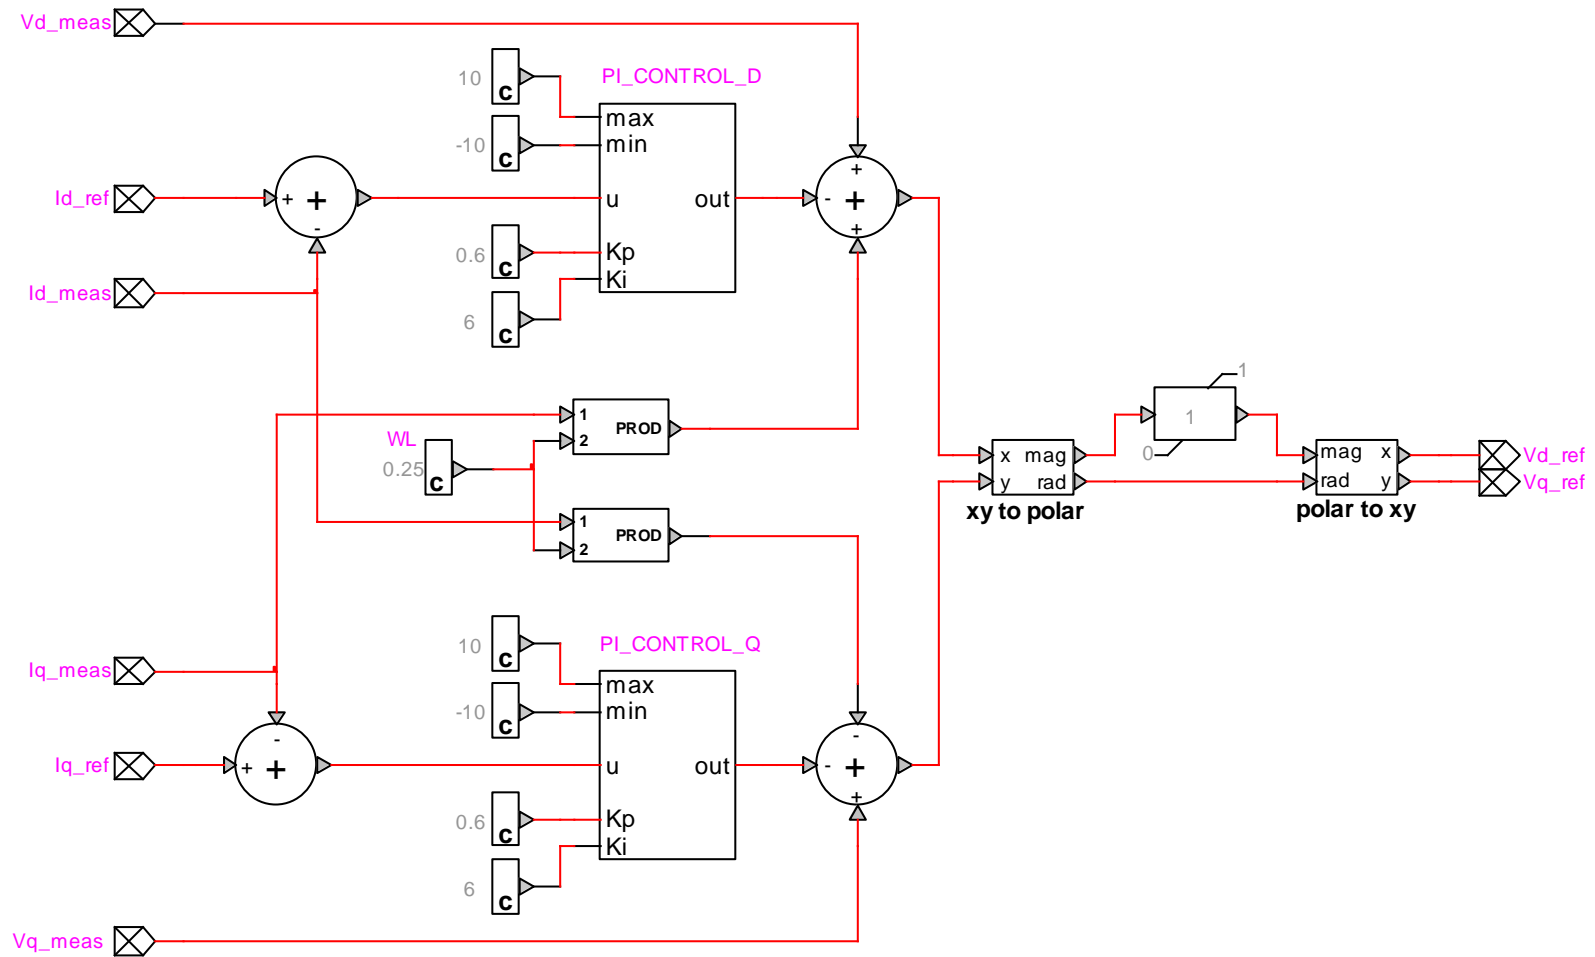 Vd_meas
10
c
PI_CONTROL_D
max
-10
c
min
+
Id_ref
+ +
-
u
out
- +
+
0.6
c
Kp
Ki
Id_meas
6
c
1
1
0
WL
0.25
c
1
2
PROD
x mag
y rad
xy to polar
mag x
rad y
polar to xy
Vd_ref
Vq_ref
1
2
PROD
10
c
PI_CONTROL_Q
Iq_meas
max
-10
c
min
-
Iq_ref
+ +
u
out
-
- +
+
0.6
c
Kp
Ki
6
c
Vq_meas